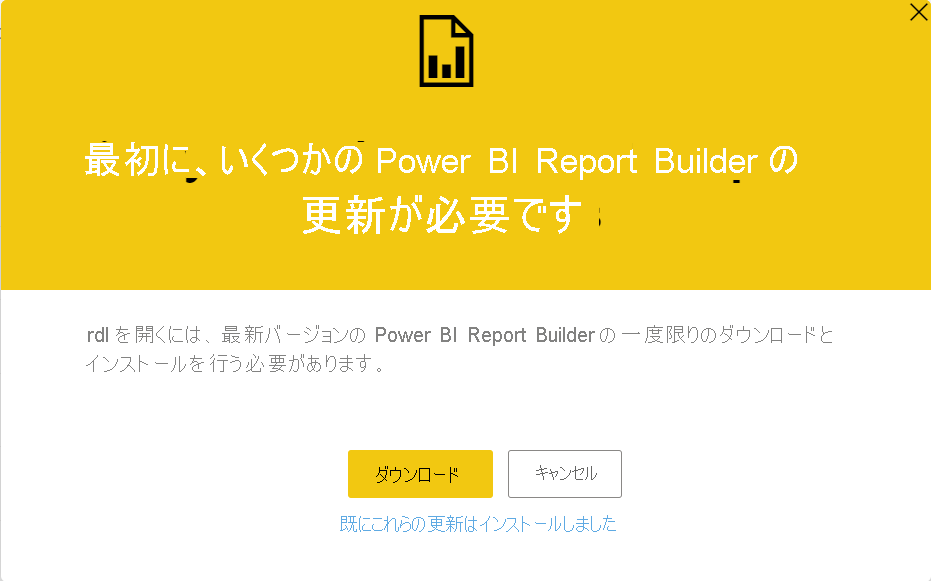 最初に、いくつかの Power BI Report Builder の
更新が必要です
rdl を開くには、最新バージョンの Power BI Report Builder の一度限りのダウンロードと
インストールを行う必要があります。
ダウンロード
キャンセル
既にこれらの更新はインストールしました